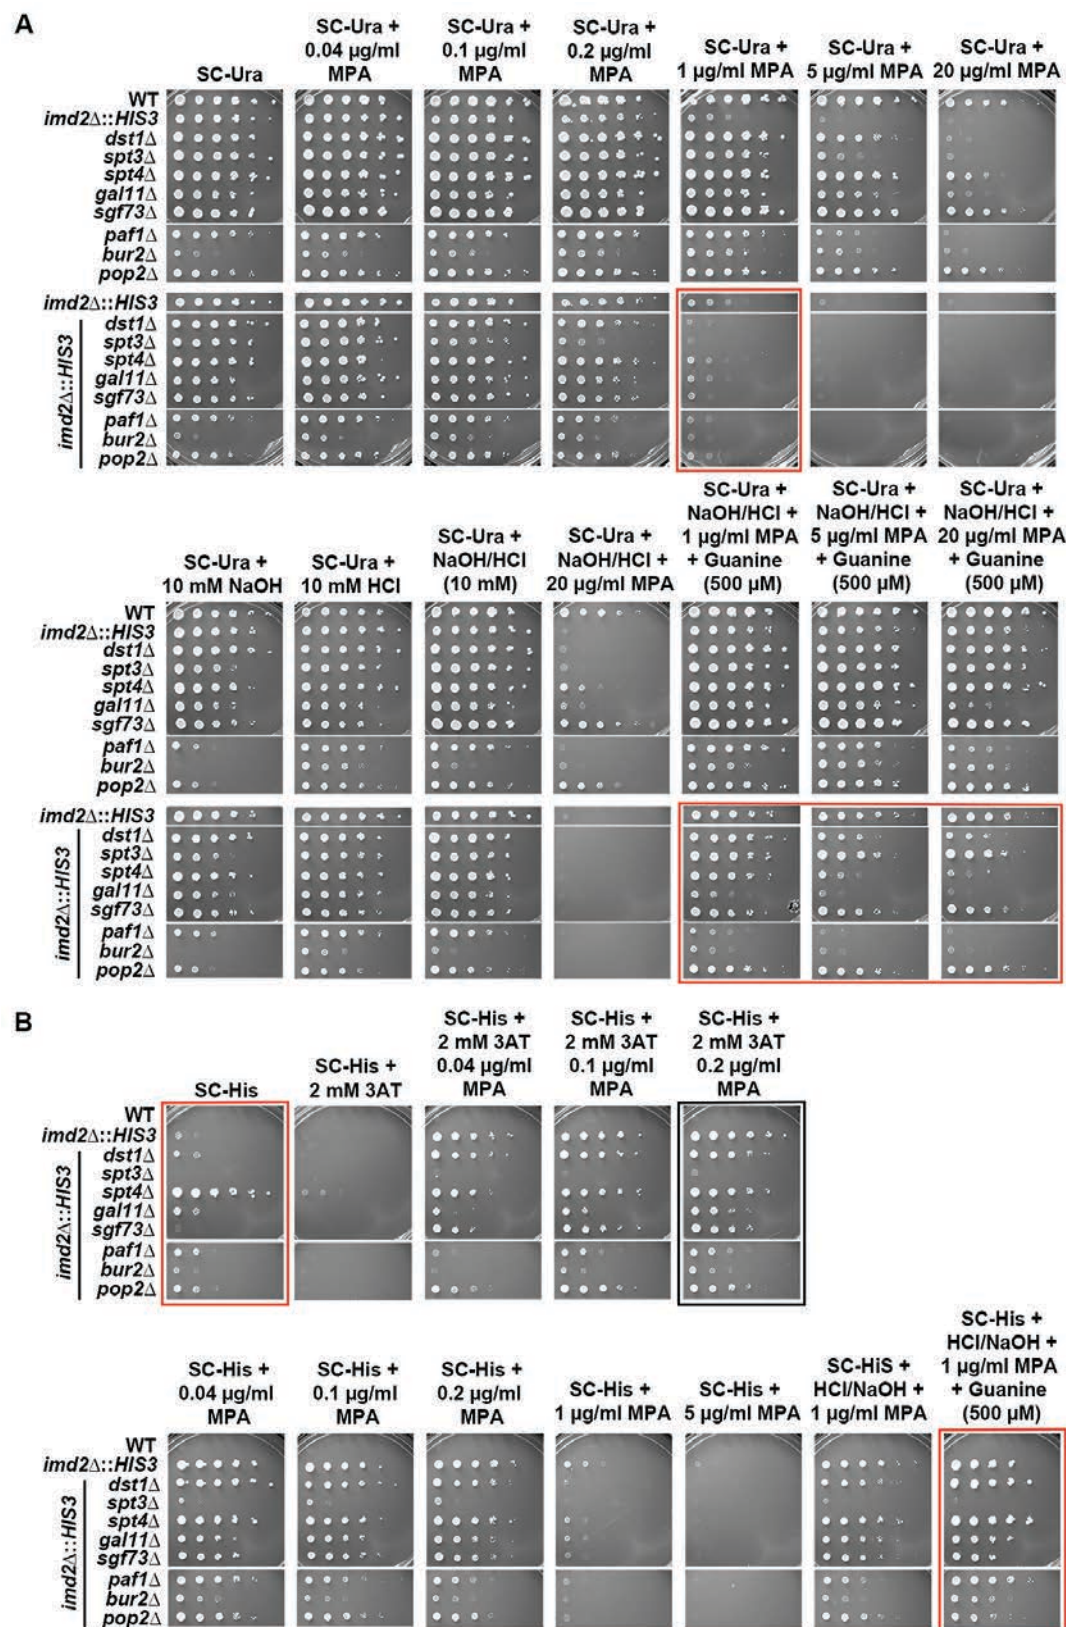 A
SC-Ura
SC-Ura +
0.04 µg/ml
MPA
SC-Ura +
0.1 µg/ml
MPA
SC-Ura +
0.2 µg/ml
MPA
SC-Ura +
1 µg/ml MPA
SC-Ura +
5 µg/ml MPA
SC-Ura +
20 µg/ml MPA
WT
imd2Δ::HIS3
dst1Δ
spt3Δ
spt4Δ
gal11Δ
sgf73Δ
paf1Δ
bur2Δ
pop2Δ
imd2Δ::HIS3
imd2Δ::HIS3
dst1Δ
spt3Δ
spt4Δ
gal11Δ
sgf73Δ
paf1Δ
bur2Δ
pop2Δ
SC-Ura +
10 mM NaOH
SC-Ura +
10 mM HCl
SC-Ura +
NaOH/HCl
(10 mM)
SC-Ura +
NaOH/HCl +
20 µg/ml MPA
SC-Ura +
NaOH/HCl +
1 µg/ml MPA
+ Guanine
(500 µM)
SC-Ura +
NaOH/HCl +
5 µg/ml MPA
+ Guanine
(500 µM)
SC-Ura +
NaOH/HCl +
20 µg/ml MPA
+ Guanine
(500 µM)
WT
imd2Δ::HIS3
dst1Δ
spt3Δ
spt4Δ
gal11Δ
sgf73Δ
paf1Δ
bur2Δ
pop2Δ
imd2Δ::HIS3
imd2Δ::HIS3
dst1Δ
spt3Δ
spt4Δ
gal11Δ
sgf73Δ
paf1Δ
bur2Δ
pop2Δ
B
SC-His
SC-His +
2 mM 3AT
SC-His +
2 mM 3AT
0.04 µg/ml
MPA
SC-His +
2 mM 3AT
0.1 µg/ml
MPA
SC-His +
2 mM 3AT
0.2 µg/ml
MPA
WT
imd2Δ::HIS3
imd2Δ::HIS3
dst1Δ
spt3Δ
spt4Δ
gal11Δ
sgf73Δ
paf1Δ
bur2Δ
pop2Δ
SC-His +
0.04 µg/ml
MPA
SC-His +
0.1 µg/ml
MPA
SC-His +
0.2 µg/ml
MPA
SC-His +
1 µg/ml MPA
SC-His +
5 µg/ml MPA
SC-HiS +
HCl/NaOH +
1 µg/ml MPA
SC-His +
HCl/NaOH +
1 µg/ml MPA
+ Guanine
(500 µM)
WT
imd2Δ::HIS3
imd2Δ::HIS3
dst1Δ
spt3Δ
spt4Δ
gal11Δ
sgf73Δ
paf1Δ
bur2Δ
pop2Δ